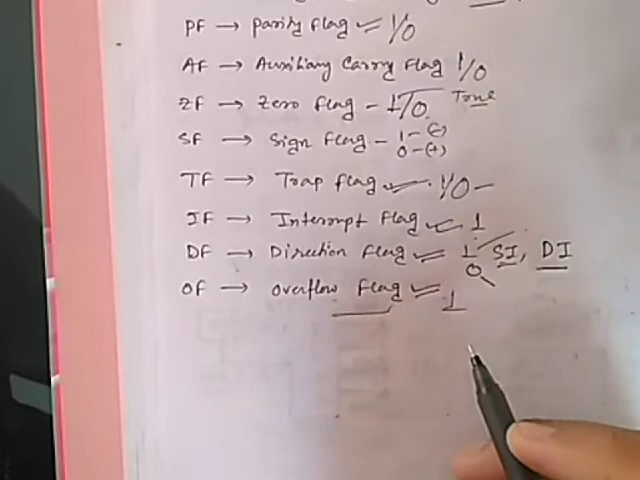 PF → Parity Flag 1/0
AF → Auxiliary Carry Flag 1/0
ZF → Zero Flag - 1/0 True
SF → Sign Flag - 1-(-)
0-(+)
TF → Trap Flag 1/0 -
IF → Interrupt Flag 1
DF → Direction Flag 1 SI, DI
0
OF → Overflow Flag 1